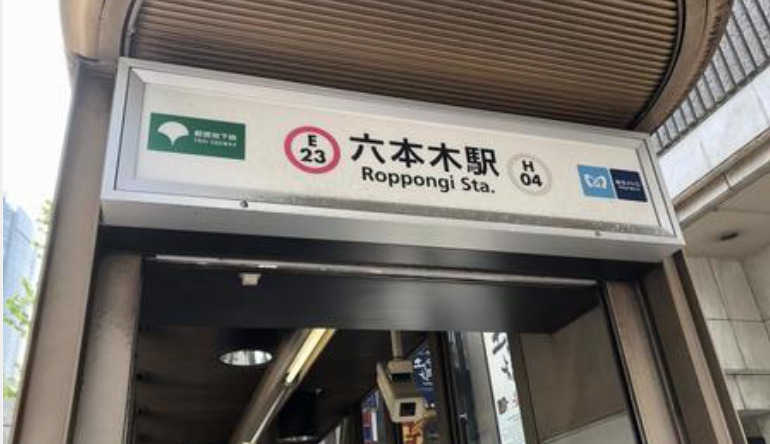 都営地下鉄
TOEI SUBWAY
E
23
六本木駅
Roppongi Sta.
H
04
東京メトロ